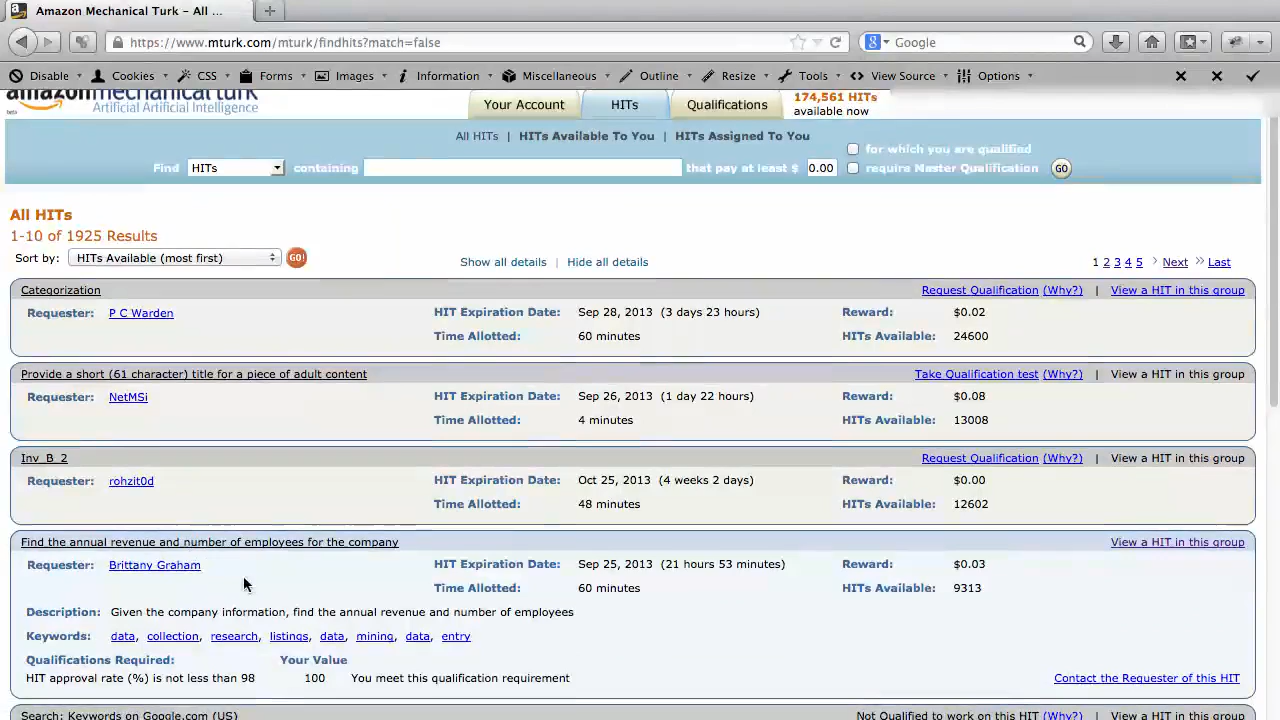 Amazon Mechanical Turk – All ...
https://www.mturk.com/mturk/findhits?match=false
Google
Disable Cookies CSS Forms Images Information Miscellaneous Outline Resize Tools View Source Options
amazonmechanical turk
beta Artificial Artificial Intelligence
Your Account HITs Qualifications 174,561 HITs
available now
All HITs | HITs Available To You | HITs Assigned To You
for which you are qualified
Find HITs containing that pay at least $ 0.00 require Master Qualification GO
All HITs
1-10 of 1925 Results
Sort by: HITs Available (most first) GO! Show all details | Hide all details 1 2 3 4 5 › Next » Last
Categorization Request Qualification (Why?) | View a HIT in this group
Requester: P C Warden HIT Expiration Date: Sep 28, 2013 (3 days 23 hours) Reward: $0.02
Time Allotted: 60 minutes HITs Available: 24600
Provide a short (61 character) title for a piece of adult content Take Qualification test (Why?) | View a HIT in this group
Requester: NetMSi HIT Expiration Date: Sep 26, 2013 (1 day 22 hours) Reward: $0.08
Time Allotted: 4 minutes HITs Available: 13008
Inv_B_2 Request Qualification (Why?) | View a HIT in this group
Requester: rohzit0d HIT Expiration Date: Oct 25, 2013 (4 weeks 2 days) Reward: $0.00
Time Allotted: 48 minutes HITs Available: 12602
Find the annual revenue and number of employees for the company View a HIT in this group
Requester: Brittany Graham HIT Expiration Date: Sep 25, 2013 (21 hours 53 minutes) Reward: $0.03
Time Allotted: 60 minutes HITs Available: 9313
Description: Given the company information, find the annual revenue and number of employees
Keywords: data, collection, research, listings, data, mining, data, entry
Qualifications Required: Your Value
HIT approval rate (%) is not less than 98 100 You meet this qualification requirement Contact the Requester of this HIT
Search: Keywords on Google.com (US) Not Qualified to work on this HIT (Why?) | View a HIT in this group